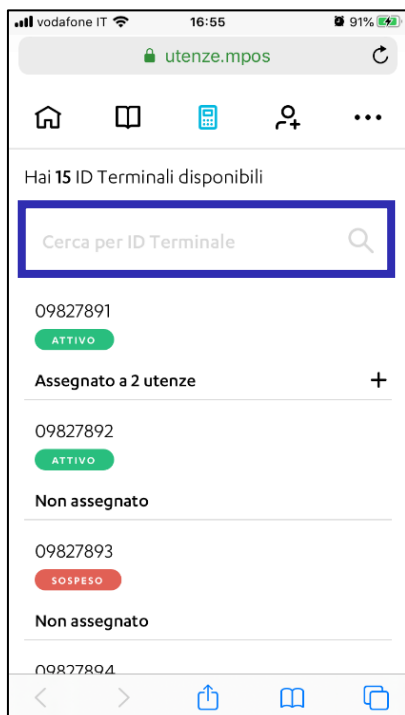 vodafone IT 16:55 91%
utenze.mpos
Hai 15 ID Terminali disponibili
Cerca per ID Terminale
09827891
ATTIVO
Assegnato a 2 utenze
09827892
ATTIVO
Non assegnato
09827893
SOSPESO
Non assegnato
09827894